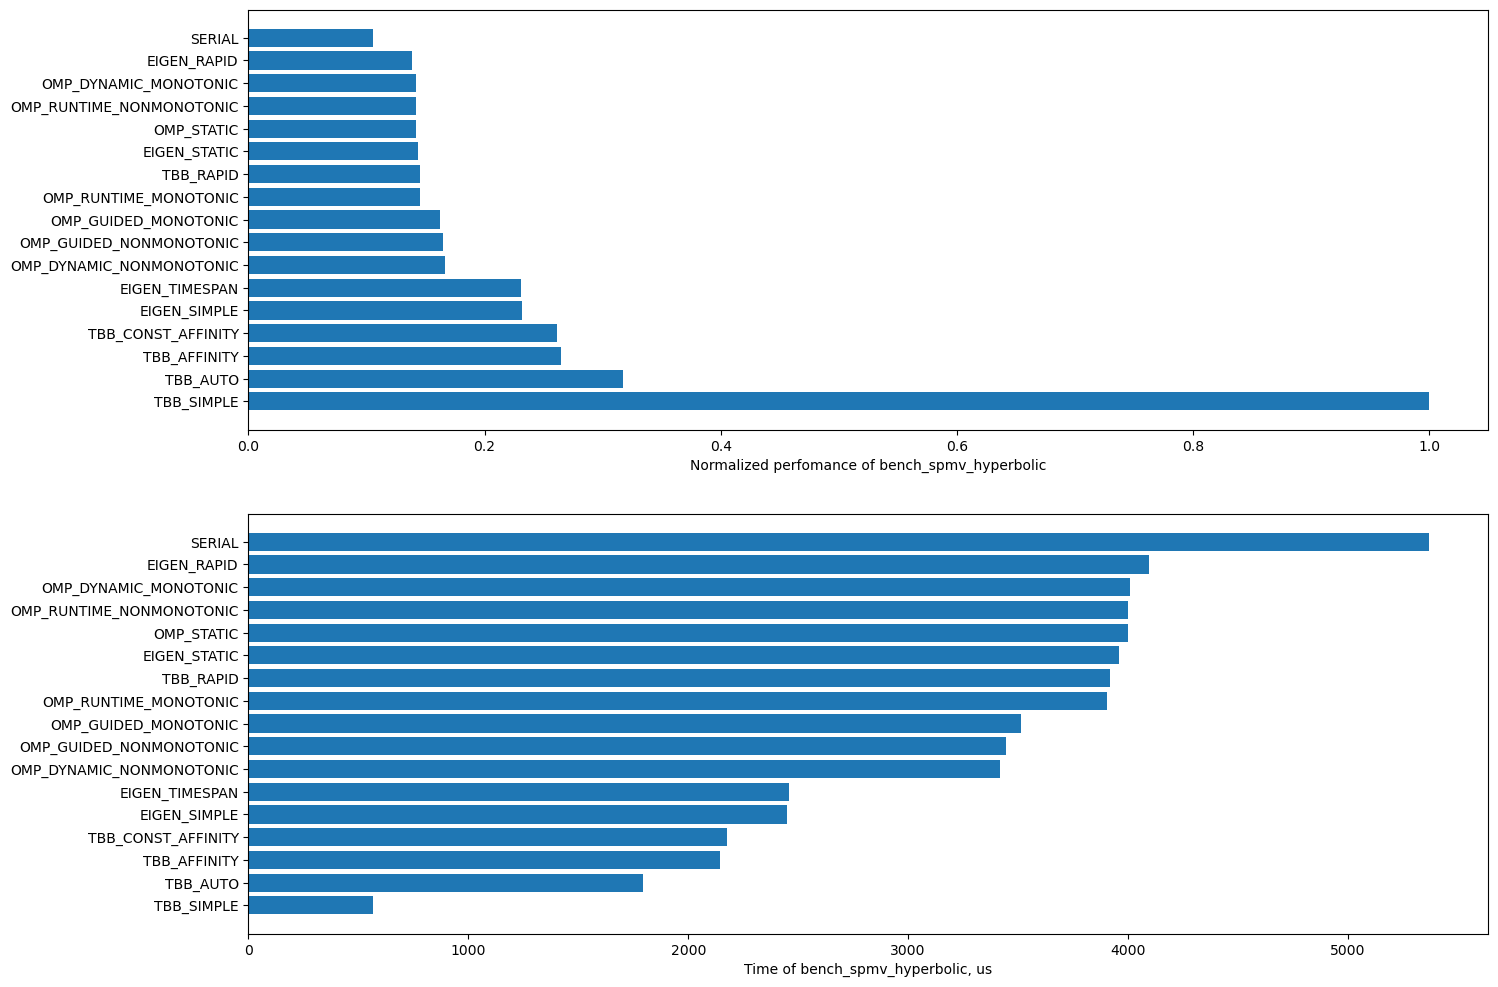 SERIAL
EIGEN_RAPID
OMP_DYNAMIC_MONOTONIC
OMP_RUNTIME_NONMONOTONIC
OMP_STATIC
EIGEN_STATIC
TBB_RAPID
OMP_RUNTIME_MONOTONIC
OMP_GUIDED_MONOTONIC
OMP_GUIDED_NONMONOTONIC
OMP_DYNAMIC_NONMONOTONIC
EIGEN_TIMESPAN
EIGEN_SIMPLE
TBB_CONST_AFFINITY
TBB_AFFINITY
TBB_AUTO
TBB_SIMPLE
0.0 0.2 0.4 0.6 0.8 1.0
Normalized perfomance of bench_spmv_hyperbolic
SERIAL
EIGEN_RAPID
OMP_DYNAMIC_MONOTONIC
OMP_RUNTIME_NONMONOTONIC
OMP_STATIC
EIGEN_STATIC
TBB_RAPID
OMP_RUNTIME_MONOTONIC
OMP_GUIDED_MONOTONIC
OMP_GUIDED_NONMONOTONIC
OMP_DYNAMIC_NONMONOTONIC
EIGEN_TIMESPAN
EIGEN_SIMPLE
TBB_CONST_AFFINITY
TBB_AFFINITY
TBB_AUTO
TBB_SIMPLE
0 1000 2000 3000 4000 5000
Time of bench_spmv_hyperbolic, us